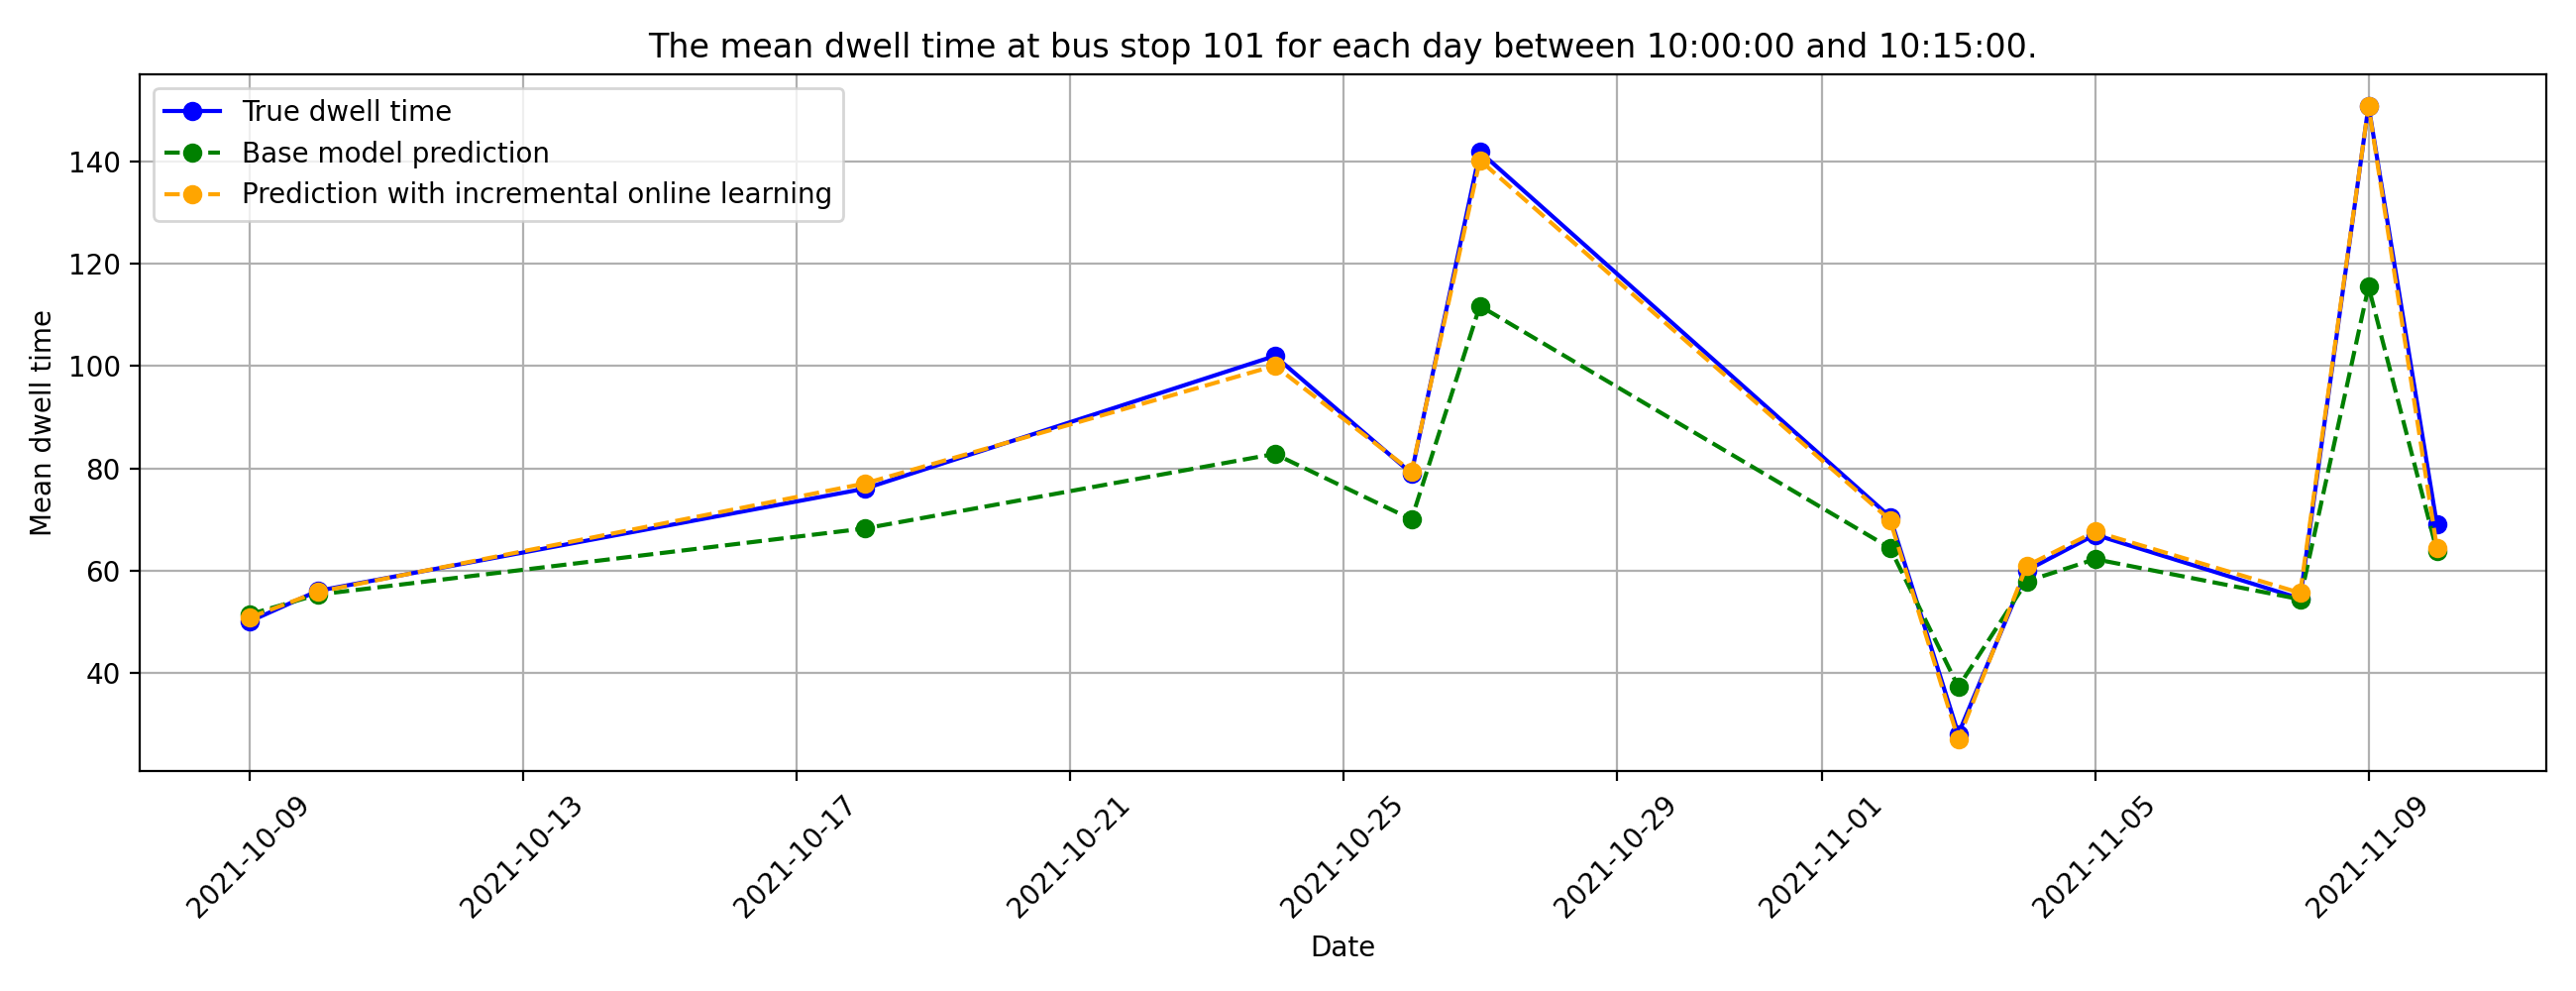 The mean dwell time at bus stop 101 for each day between 10:00:00 and 10:15:00.
True dwell time
Base model prediction
Prediction with incremental online learning
Mean dwell time
140
120
100
80
60
40
2021-10-09
2021-10-13
2021-10-17
2021-10-21
2021-10-25
2021-10-29
2021-11-01
2021-11-05
2021-11-09
Date